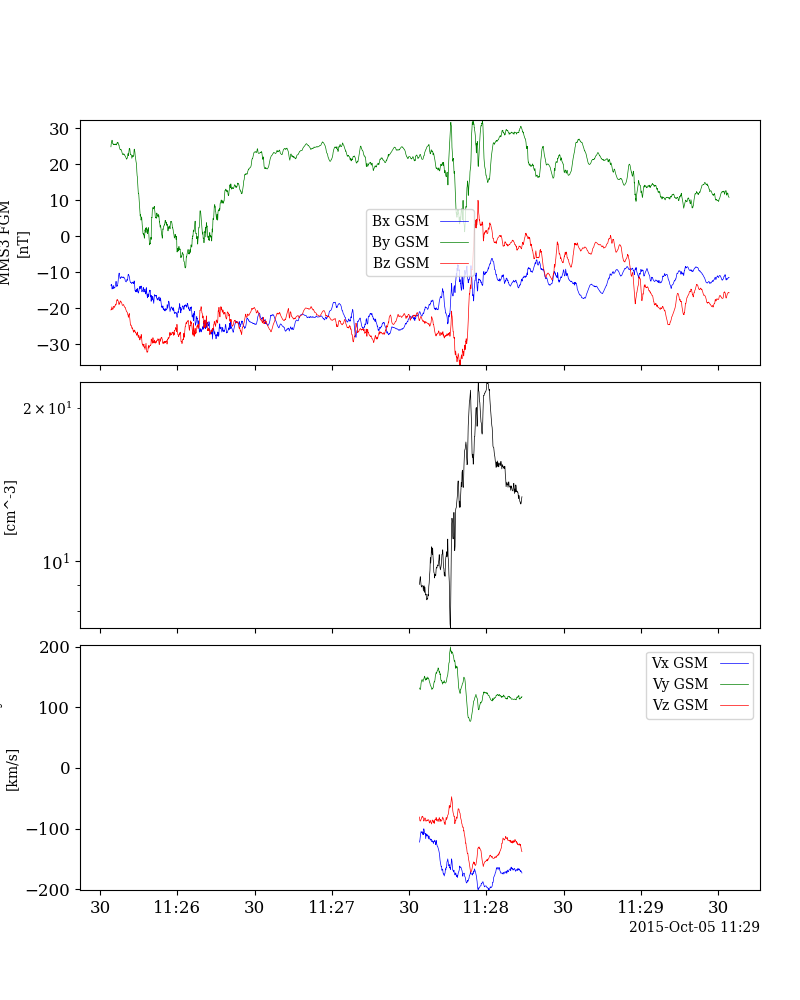 30
20
10
0
−10
−20
−30
MMS3 FGM
[nT]
Bx GSM
By GSM
Bz GSM
2 × 10¹
10¹
[cm^-3]
200
100
0
−100
−200
[km/s]
Vx GSM
Vy GSM
Vz GSM
30 11:26 30 11:27 30 11:28 30 11:29 30
2015-Oct-05 11:29